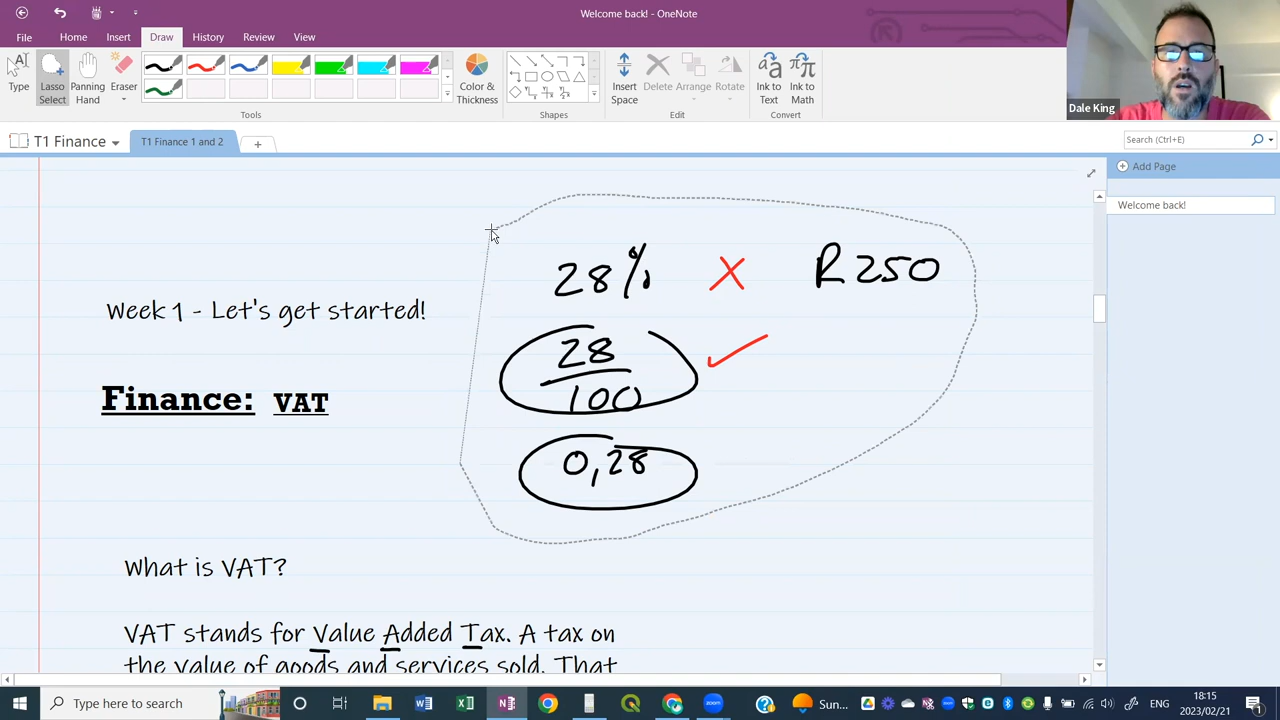 Welcome back! - OneNote
File Home Insert Draw History Review View
Type Lasso Select Panning Hand Eraser Color & Thickness Insert Space Delete Arrange Rotate Ink to Text Ink to Math
Tools Shapes Edit Convert
Dale King
T1 Finance T1 Finance 1 and 2 + Search (Ctrl+E)
Add Page
Welcome back!
28% X R250
28
100
0,28
Week 1 - Let's get started!
Finance: VAT
What is VAT?
VAT stands for Value Added Tax. A tax on
the value of goods and services sold. That
Type here to search
Sun...
ENG
18:15
2023/02/21